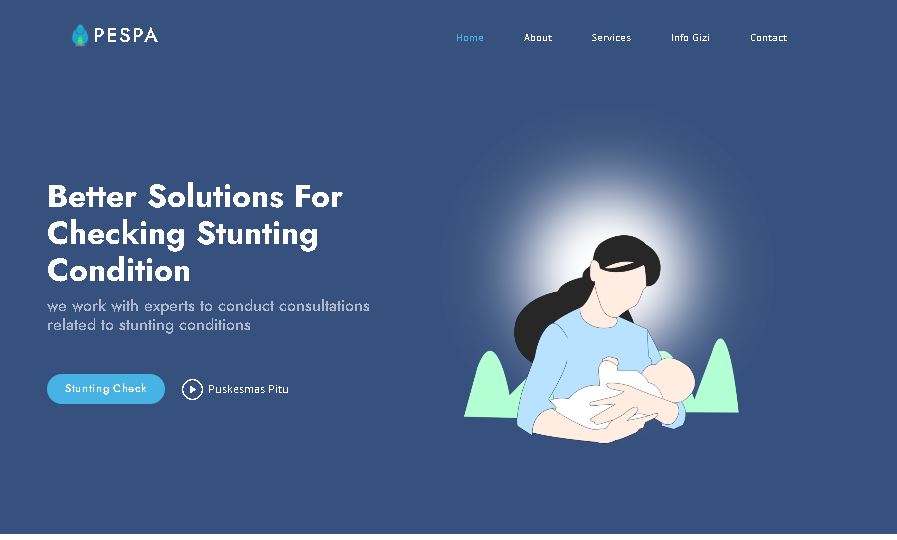 PESPA
Home About Services Info Gizi Contact
Better Solutions For
Checking Stunting
Condition
we work with experts to conduct consultations
related to stunting conditions
Stunting Check Puskesmas Pitu